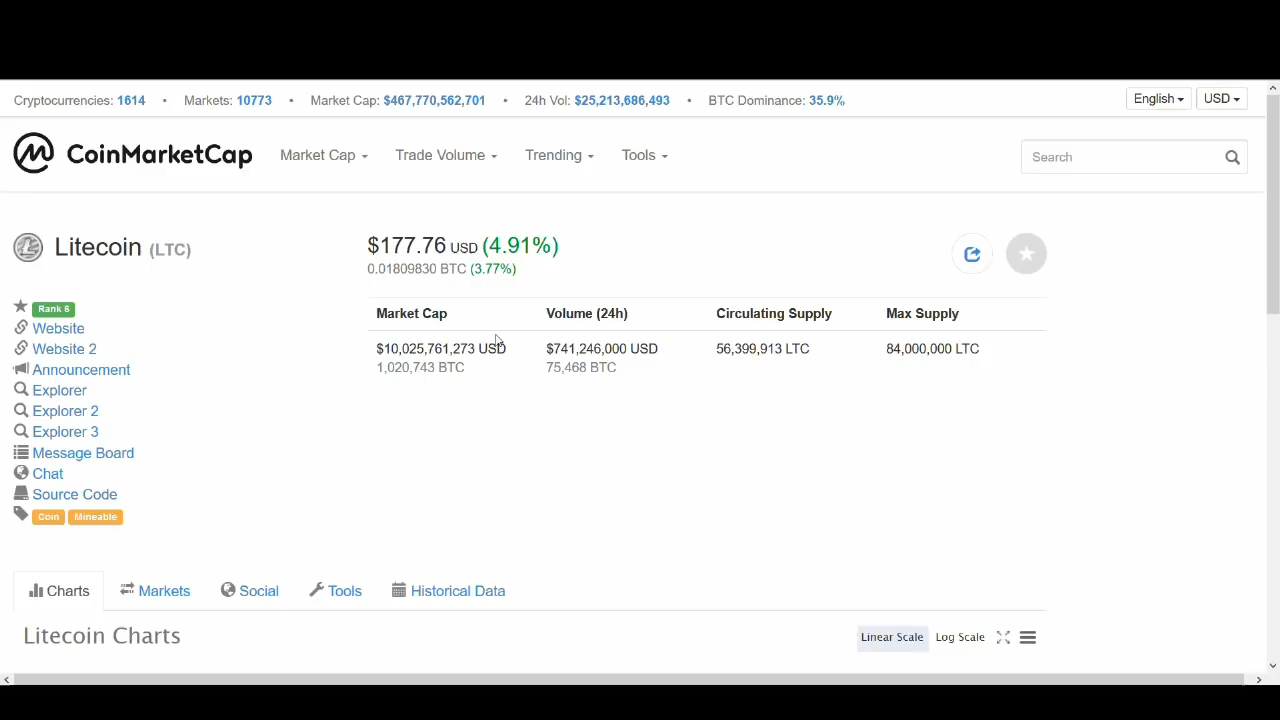 Cryptocurrencies: 1614 • Markets: 10773 • Market Cap: $467,770,562,701 • 24h Vol: $25,213,686,493 • BTC Dominance: 35.9% English USD
CoinMarketCap Market Cap Trade Volume Trending Tools Search
Litecoin (LTC) $177.76 USD (4.91%)
0.01809830 BTC (3.77%)
Rank 6
Website
Website 2
Announcement
Explorer
Explorer 2
Explorer 3
Message Board
Chat
Source Code
Coin Mineable
Market Cap Volume (24h) Circulating Supply Max Supply
$10,025,761,273 USD $741,246,000 USD 56,399,913 LTC 84,000,000 LTC
1,020,743 BTC 75,468 BTC
Charts Markets Social Tools Historical Data
Litecoin Charts Linear Scale Log Scale